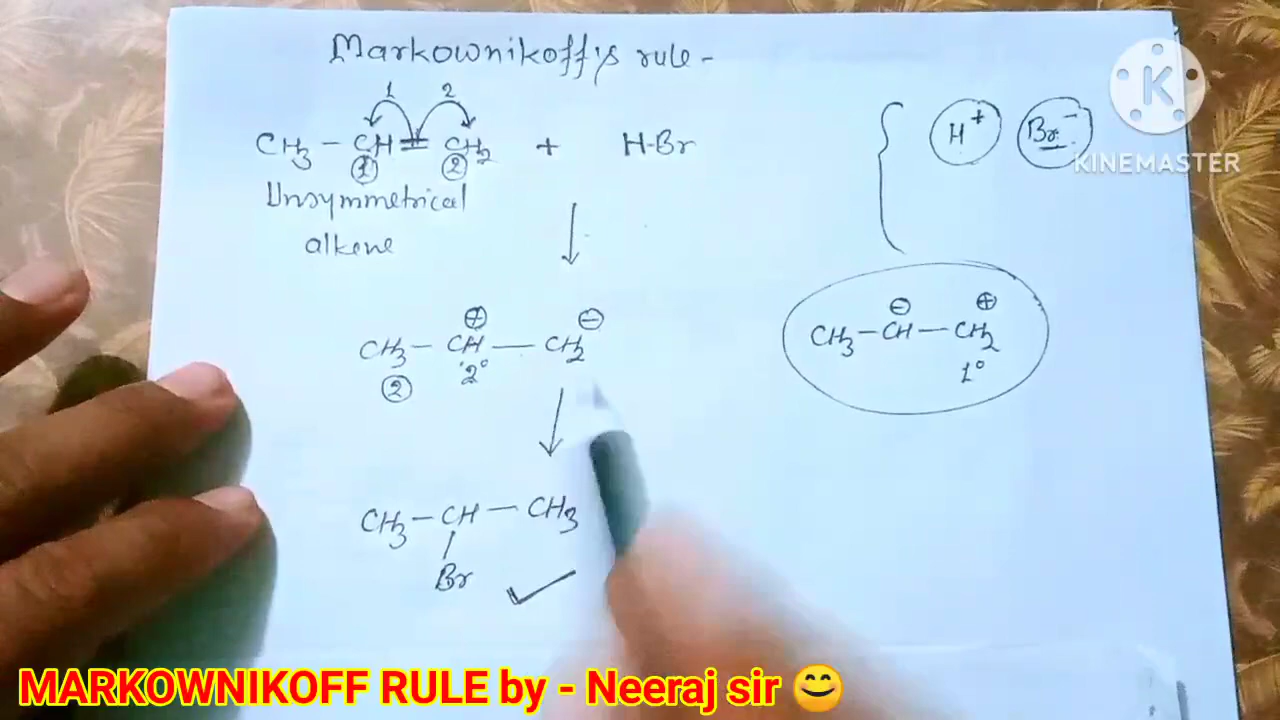 Markownikoff's rule -
1 2
CH3 - CH = CH2 + H-Br
① ②
Unsymmetrical
alkene
H+ Br-
K
KINEMASTER
⊕ ⊖
CH3 - CH - CH2
② 2°
⊖ ⊕
CH3 - CH - CH2
1°
CH3 - CH - CH3
Br
MARKOWNIKOFF RULE by - Neeraj sir 😊